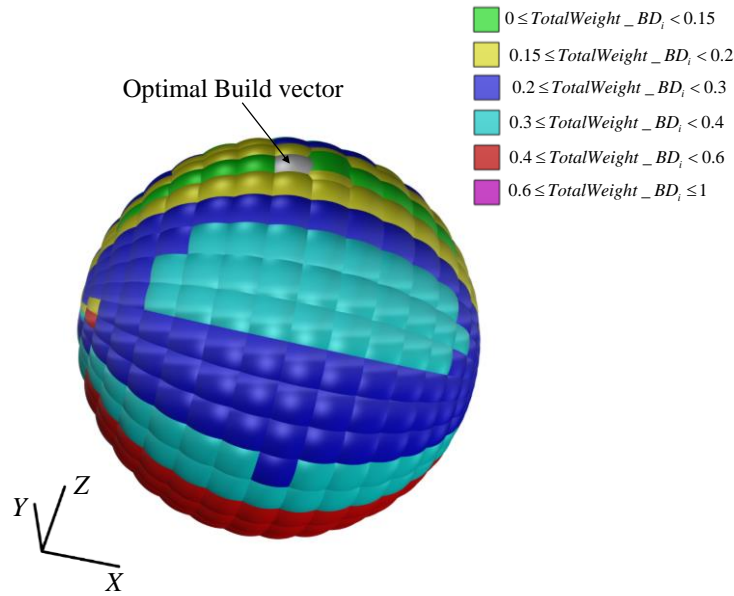 0 ≤ TotalWeight _ BDᵢ < 0.15
0.15 ≤ TotalWeight _ BDᵢ < 0.2
0.2 ≤ TotalWeight _ BDᵢ < 0.3
0.3 ≤ TotalWeight _ BDᵢ < 0.4
0.4 ≤ TotalWeight _ BDᵢ < 0.6
0.6 ≤ TotalWeight _ BDᵢ ≤ 1
Optimal Build vector
Z
Y
X